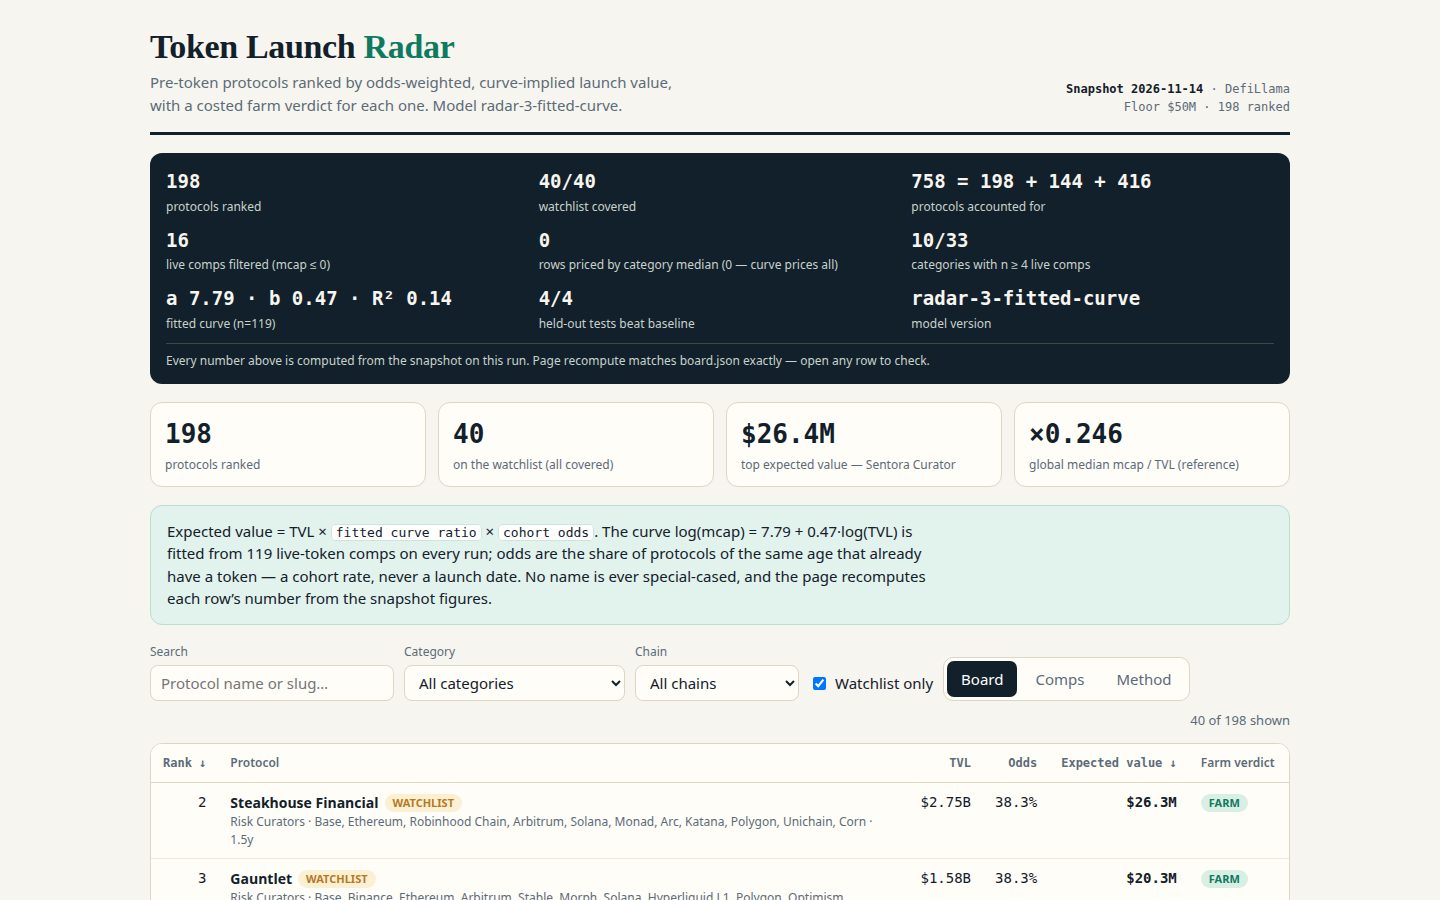 Token Launch Radar
Pre-token protocols ranked by odds-weighted, curve-implied launch value,
with a costed farm verdict for each one. Model radar-3-fitted-curve.
Snapshot 2026-11-14 · DefiLlama
Floor $50M · 198 ranked
198
protocols ranked
40/40
watchlist covered
758 = 198 + 144 + 416
protocols accounted for
16
live comps filtered (mcap ≤ 0)
0
rows priced by category median (0 — curve prices all)
10/33
categories with n ≥ 4 live comps
a 7.79 · b 0.47 · R² 0.14
fitted curve (n=119)
4/4
held-out tests beat baseline
radar-3-fitted-curve
model version
Every number above is computed from the snapshot on this run. Page recompute matches board.json exactly — open any row to check.
198
protocols ranked
40
on the watchlist (all covered)
$26.4M
top expected value — Sentora Curator
×0.246
global median mcap / TVL (reference)
Expected value = TVL × fitted curve ratio × cohort odds. The curve log(mcap) = 7.79 + 0.47·log(TVL) is
fitted from 119 live-token comps on every run; odds are the share of protocols of the same age that already
have a token — a cohort rate, never a launch date. No name is ever special-cased, and the page recomputes
each row’s number from the snapshot figures.
Search
Category
Chain
Protocol name or slug...
All categories
All chains
Watchlist only
Board
Comps
Method
40 of 198 shown
Rank ↓ Protocol TVL Odds Expected value ↓ Farm verdict
2 Steakhouse Financial WATCHLIST $2.75B 38.3% $26.3M FARM
Risk Curators · Base, Ethereum, Robinhood Chain, Arbitrum, Solana, Monad, Arc, Katana, Polygon, Unichain, Corn ·
1.5y
3 Gauntlet WATCHLIST $1.58B 38.3% $20.3M FARM
Risk Curators · Base, Binance, Ethereum, Arbitrum, Stable, Morph, Solana, Hyperliquid L1, Polygon, Optimism,